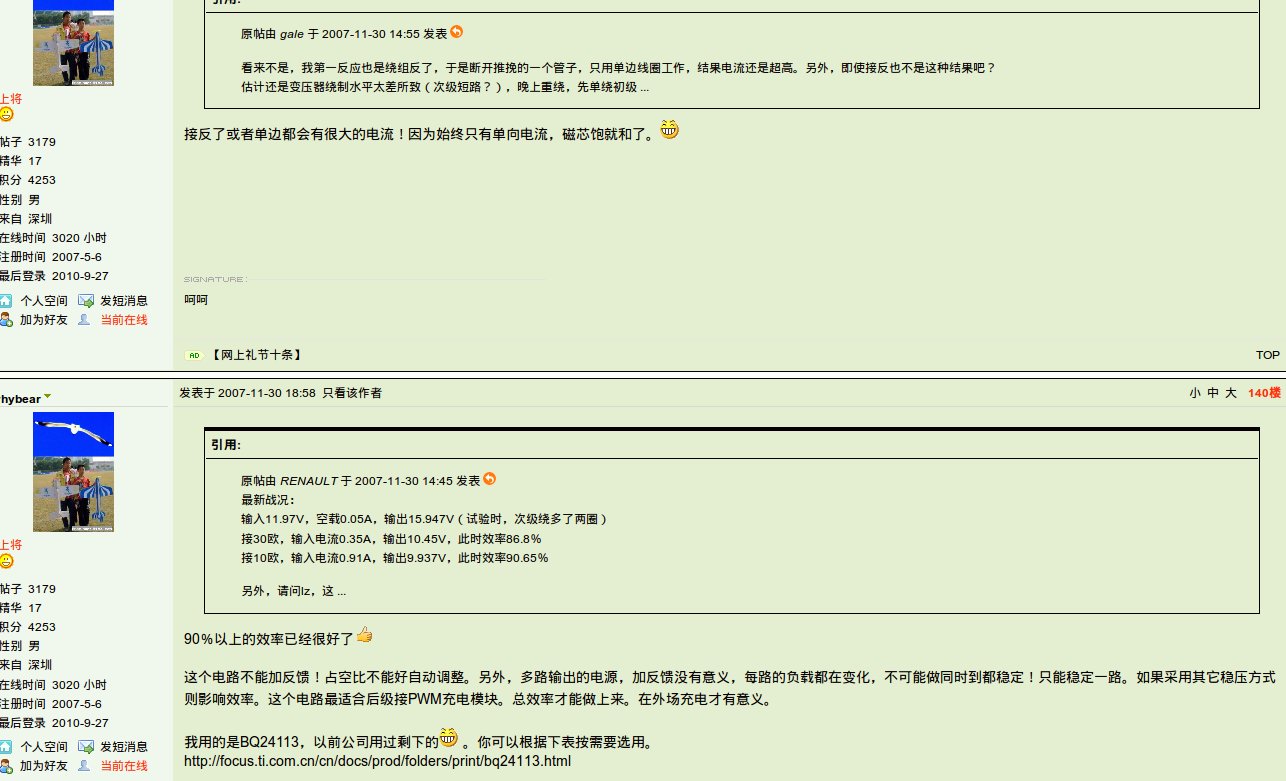 引用:
原帖由 gale 于 2007-11-30 14:55 发表
看来不是，我第一反应也是绕组反了，于是断开推挽的一个管子，只用单边线圈工作，结果电流还是超高。另外，即使接反也不是这种结果吧？
估计还是变压器绕制水平太差所致（次级短路？），晚上重绕，先单绕初级 ...
上将
接反了或者单边都会有很大的电流！因为始终只有单向电流，磁芯饱就和了。
帖子 3179
精华 17
积分 4253
性别 男
来自 深圳
在线时间 3020 小时
注册时间 2007-5-6
最后登录 2010-9-27
SIGNATURE:
呵呵
个人空间 发短消息
加为好友 当前在线
AD 【网上礼节十条】
TOP
hybear
发表于 2007-11-30 18:58 只看该作者
小 中 大 140楼
引用:
原帖由 RENAULT 于 2007-11-30 14:45 发表
最新战况：
输入11.97V，空载0.05A，输出15.947V（试验时，次级绕多了两圈）
接30欧，输入电流0.35A，输出10.45V，此时效率86.8％
接10欧，输入电流0.91A，输出9.937V，此时效率90.65％
另外，请问lz，这 ...
上将
帖子 3179
精华 17
积分 4253
性别 男
来自 深圳
在线时间 3020 小时
注册时间 2007-5-6
最后登录 2010-9-27
个人空间 发短消息
加为好友 当前在线
90％以上的效率已经很好了
这个电路不能加反馈！占空比不能好自动调整。另外，多路输出的电源，加反馈没有意义，每路的负载都在变化，不可能做同时到都稳定！只能稳定一路。如果采用其它稳压方式
则影响效率。这个电路最适合后级接PWM充电模块。总效率才能做上来。在外场充电才有意义。
我用的是BQ24113，以前公司用过剩下的 。你可以根据下表按需要选用。
http://focus.ti.com.cn/cn/docs/prod/folders/print/bq24113.html